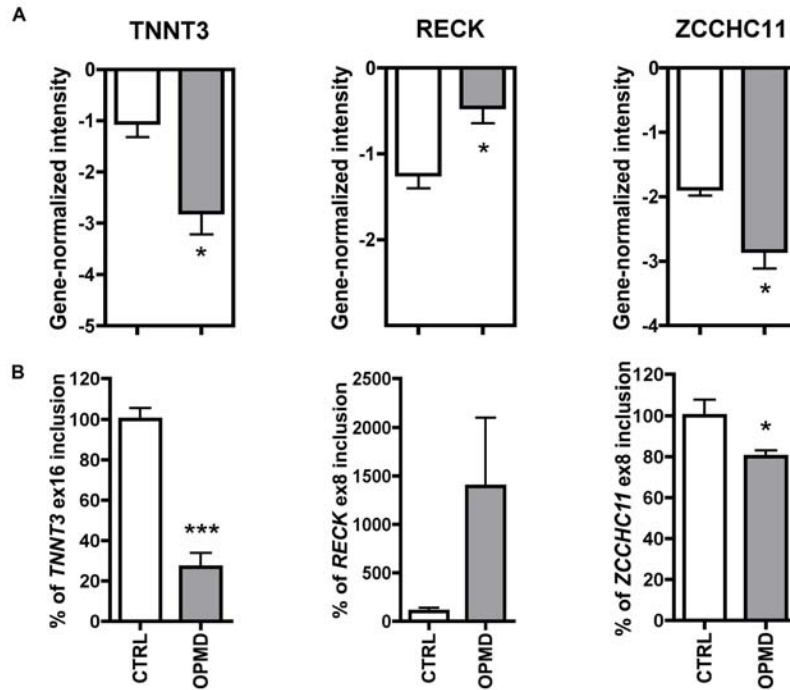 A
TNNT3
RECK
ZCCHC11
Gene-normalized intensity
0
-1
-2
-3
-4
-5
*
Gene-normalized intensity
0
-1
-2
*
Gene-normalized intensity
0
-1
-2
-3
-4
*
B
% of TNNT3 ex16 inclusion
120
100
80
60
40
20
0
***
CTRL
OPMD
% of RECK ex8 inclusion
2500
2000
1500
1000
500
0
CTRL
OPMD
% of ZCCHC11 ex8 inclusion
120
100
80
60
40
20
0
*
CTRL
OPMD